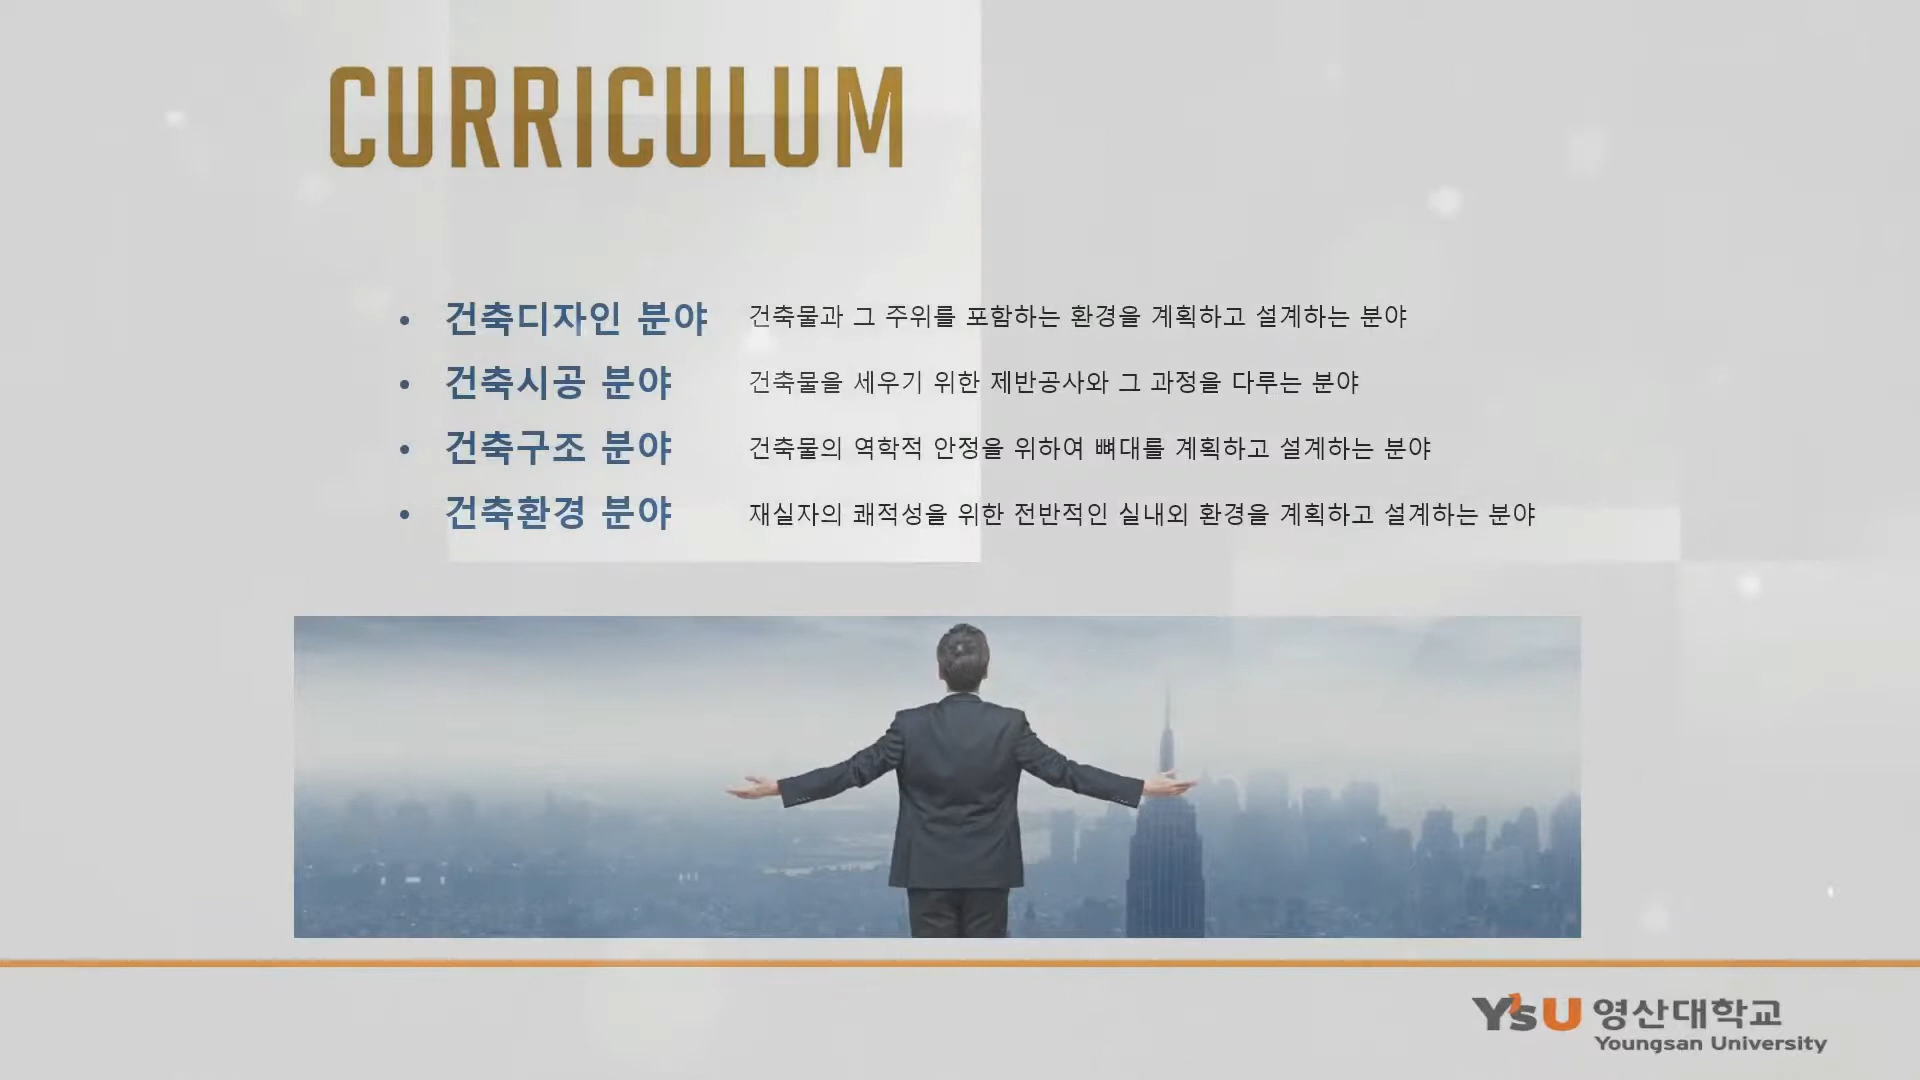 CURRICULUM
• 건축디자인 분야 건축물과 그 주위를 포함하는 환경을 계획하고 설계하는 분야
• 건축시공 분야 건축물을 세우기 위한 제반공사와 그 과정을 다루는 분야
• 건축구조 분야 건축물의 역학적 안정을 위하여 뼈대를 계획하고 설계하는 분야
• 건축환경 분야 재실자의 쾌적성을 위한 전반적인 실내외 환경을 계획하고 설계하는 분야
Y'sU 영산대학교
Youngsan University